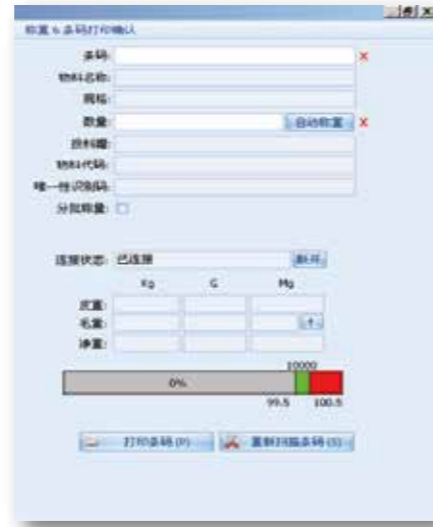 称重 & 条码打印确认
条码:
物料名称:
规格:
数量: 自动称重
投料罐:
物料代码:
唯一性识别码:
分批称量:
连接状态: 已连接 断开
Kg G Mg
皮重:
毛重:
净重:
10000
0%
99.5 100.5
打印条码(P) 重新扫描条码(S)